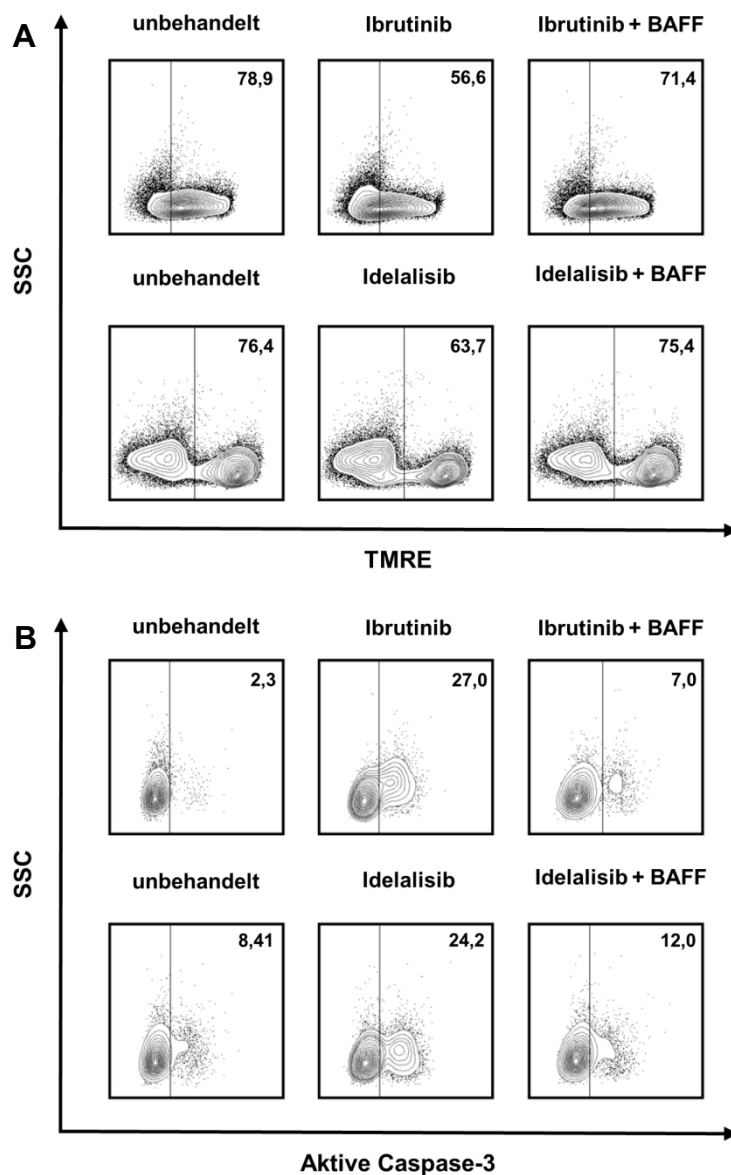 A
unbehandelt Ibrutinib Ibrutinib + BAFF
78,9 56,6 71,4
unbehandelt Idelalisib Idelalisib + BAFF
76,4 63,7 75,4
SSC
TMRE
B
unbehandelt Ibrutinib Ibrutinib + BAFF
2,3 27,0 7,0
unbehandelt Idelalisib Idelalisib + BAFF
8,41 24,2 12,0
SSC
Aktive Caspase-3